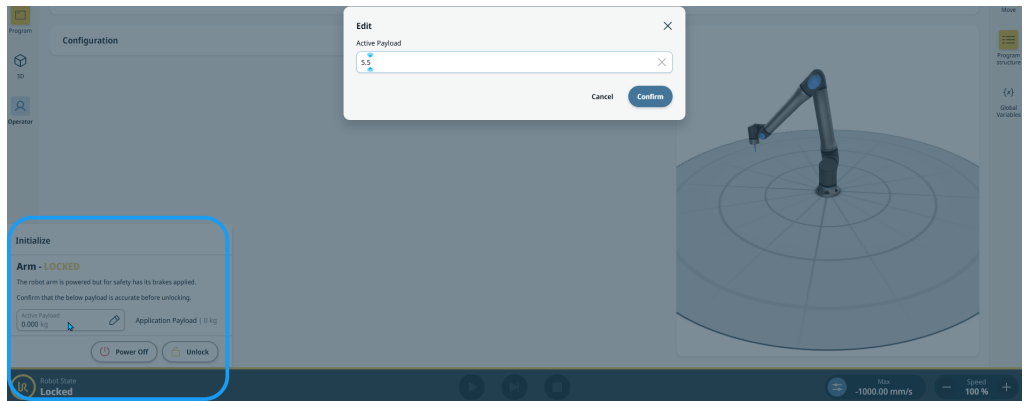 Edit
Active Payload
5.5
Cancel
Confirm
Move
Program
Configuration
3D
Operator
Program
structure
{x}
Global
Variables
Initialize
Arm - LOCKED
The robot arm is powered but for safety has its brakes applied.
Confirm that the below payload is accurate before unlocking.
Active Payload
0.000 kg
Application Payload | 0 kg
Power Off
Unlock
Robot State
Locked
Max
-1000.00 mm/s
Speed
100 %